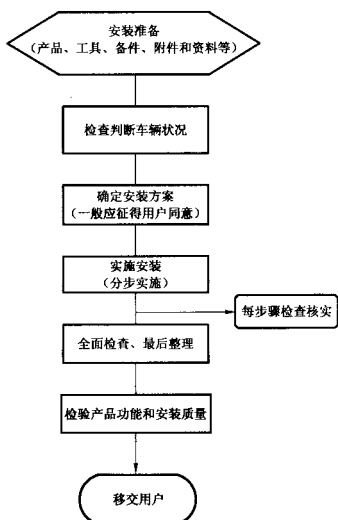 安装准备
（产品、工具、备件、附件和资料等）
检查判断车辆状况
确定安装方案
（一般应征得用户同意）
实施安装
（分步实施）
每步骤检查核实
全面检查、最后整理
检验产品功能和安装质量
移交用户